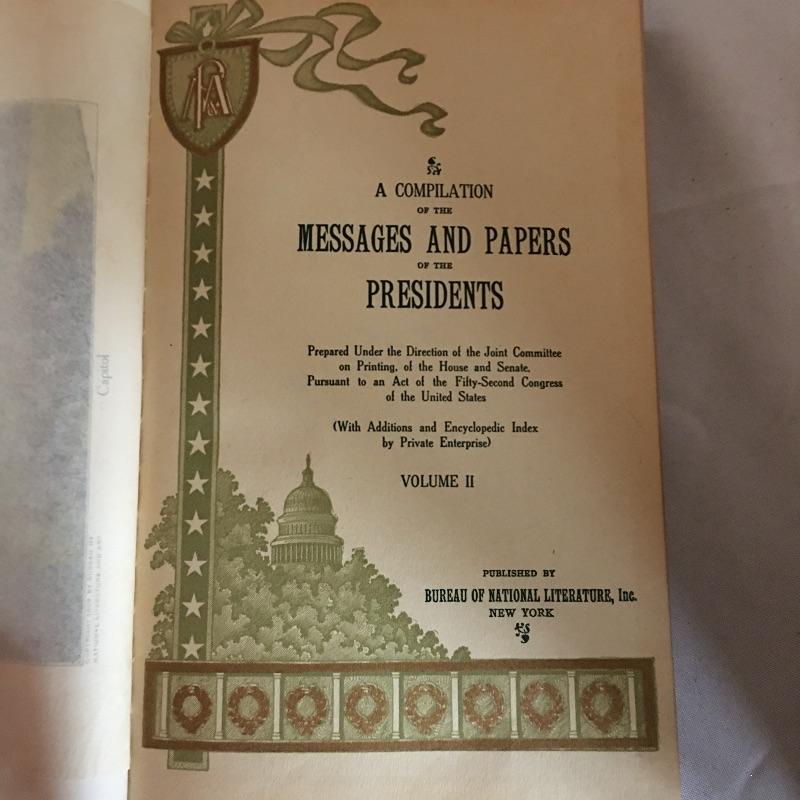 A COMPILATION
OF THE
MESSAGES AND PAPERS
OF THE
PRESIDENTS
Prepared Under the Direction of the Joint Committee
on Printing, of the House and Senate,
Pursuant to an Act of the Fifty-Second Congress
of the United States
(With Additions and Encyclopedic Index
by Private Enterprise)
VOLUME II
PUBLISHED BY
BUREAU OF NATIONAL LITERATURE, Inc.
NEW YORK
Capitol